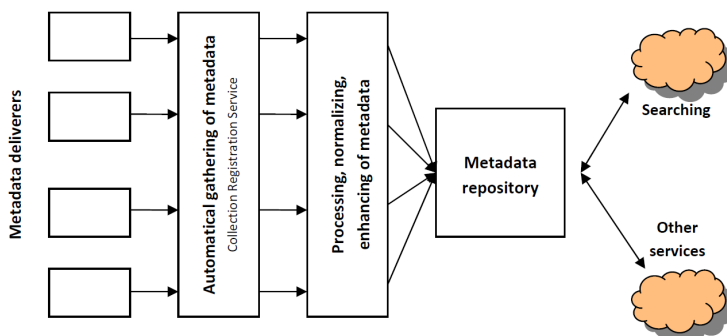 Metadata deliverers
Automatical gathering of metadata
Collection Registration Service
Processing, normalizing,
enhancing of metadata
Metadata
repository
Searching
Other
services